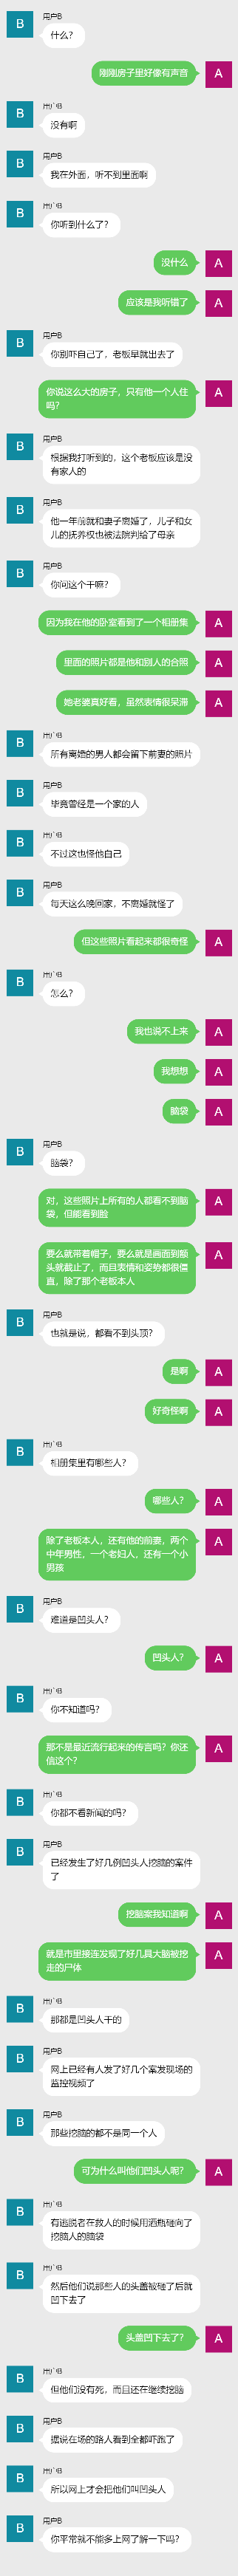 B
用户B
什么？
刚刚房子里好像有声音
A
B
用户B
没有啊
B
用户B
我在外面，听不到里面啊
B
用户B
你听到什么了？
没什么
A
应该是我听错了
A
B
用户B
你别吓自己了，老板早就出去了
你说这么大的房子，只有他一个人住
吗？
A
B
用户B
根据我打听到的，这个老板应该是没
有家人的
B
用户B
他一年前就和妻子离婚了，儿子和女
儿的抚养权也被法院判给了母亲
B
用户B
你问这个干嘛？
因为我在他的卧室看到了一个相册集
A
里面的照片都是他和别人的合照
A
她老婆真好看，虽然表情很呆滞
A
B
用户B
所有离婚的男人都会留下前妻的照片
B
用户B
毕竟曾经是一个家的人
B
用户B
不过这也怪他自己
B
用户B
每天这么晚回家，不离婚就怪了
但这些照片看起来都很奇怪
A
B
用户B
怎么？
我也说不上来
A
我想想
A
脑袋
A
B
用户B
脑袋？
对，这些照片上所有的人都看不到脑
袋，但能看到脸
A
要么就带着帽子，要么就是画面到额
头就截止了，而且表情和姿势都很僵
直，除了那个老板本人
A
B
用户B
也就是说，都看不到头顶？
是啊
A
好奇怪啊
A
B
用户B
相册集里有哪些人？
哪些人？
A
除了老板本人，还有他的前妻，两个
中年男性，一个老妇人，还有一个小
男孩
A
B
用户B
难道是凹头人？
凹头人？
A
B
用户B
你不知道吗？
那不是最近流行起来的传言吗？你还
信这个？
A
B
用户B
你都不看新闻的吗？
B
用户B
已经发生了好几例凹头人挖脑的案件
了
挖脑案我知道啊
A
就是市里接连发现了好几具大脑被挖
走的尸体
A
B
用户B
那都是凹头人干的
B
用户B
网上已经有人发了好几个案发现场的
监控视频了
B
用户B
那些挖脑的都不是同一个人
可为什么叫他们凹头人呢？
A
B
用户B
有逃脱者在救人的时候用酒瓶砸向了
挖脑人的脑袋
B
用户B
然后他们说那些人的头盖被砸了后就
凹下去了
头盖凹下去了？
A
B
用户B
但他们没有死，而且还在继续挖脑
B
用户B
据说在场的路人看到全都吓跑了
B
用户B
所以网上才会把他们叫凹头人
B
用户B
你平常就不能多上网了解一下吗？